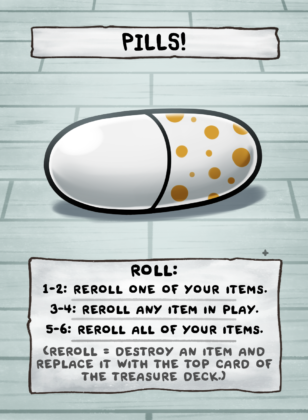 PILLS!
ROLL:
1-2: REROLL ONE OF YOUR ITEMS.
3-4: REROLL ANY ITEM IN PLAY.
5-6: REROLL ALL OF YOUR ITEMS.
(REROLL = DESTROY AN ITEM AND
REPLACE IT WITH THE TOP CARD OF
THE TREASURE DECK.)